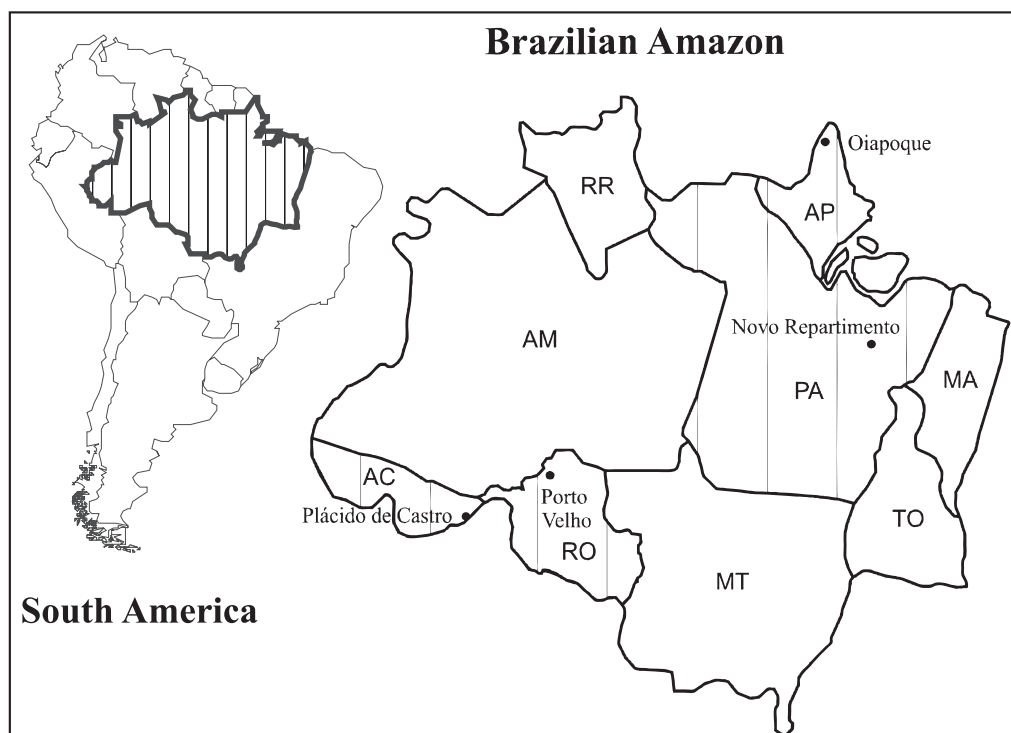 Brazilian Amazon
Oiapoque
RR
AP
Novo Repartimento
AM
PA
MA
AC
Porto
Velho
Plácido de Castro
TO
RO
MT
South America